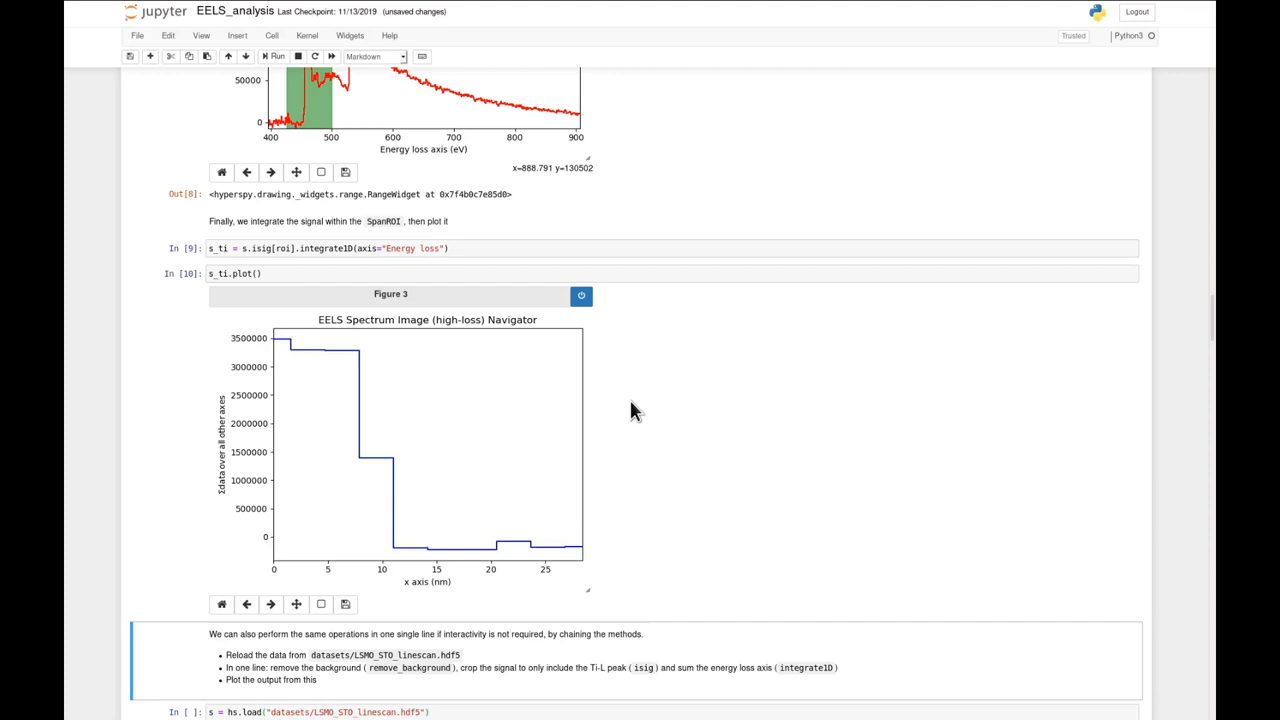 jupyter EELS_analysis Last Checkpoint: 11/13/2019 (unsaved changes) Logout
File Edit View Insert Cell Kernel Widgets Help Trusted Python3
Run Markdown
50000
0
400 500 600 700 800 900
Energy loss axis (eV)
x=888.791 y=130502
Out[8]: <hyperspy.drawing._widgets.range.RangeWidget at 0x7f4b0c7e85d0>
Finally, we integrate the signal within the SpanROI, then plot it
In [9]: s_ti = s.isig[roi].integrate1D(axis="Energy loss")
In [10]: s_ti.plot()
Figure 3
EELS Spectrum Image (high-loss) Navigator
3500000
3000000
2500000
2000000
1500000
1000000
500000
0
Σdata over all other axes
0 5 10 15 20 25
x axis (nm)
We can also perform the same operations in one single line if interactivity is not required, by chaining the methods.
• Reload the data from datasets/LSMO_STO_linescan.hdf5
• In one line: remove the background (remove_background), crop the signal to only include the Ti-L peak (isig) and sum the energy loss axis (integrate1D)
• Plot the output from this
In [ ]: s = hs.load("datasets/LSMO_STO_linescan.hdf5")